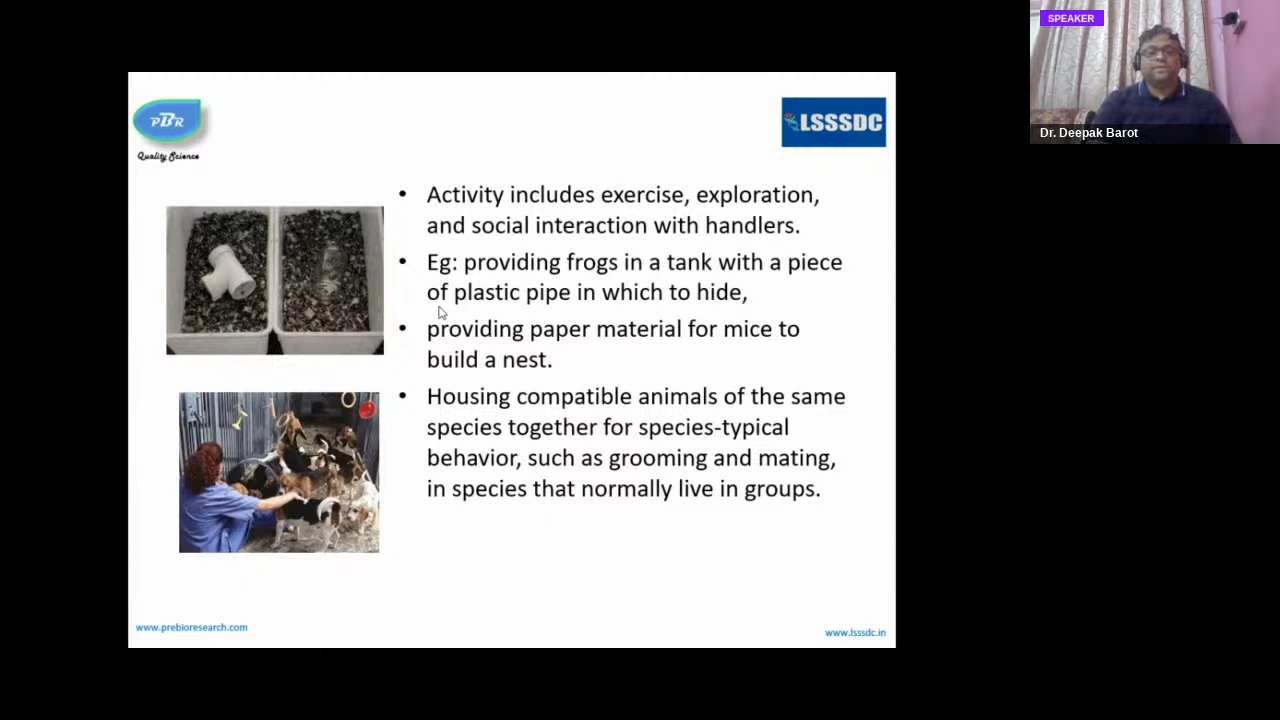 SPEAKER
Dr. Deepak Barot
PBR
Quality Science
LSSSDC
• Activity includes exercise, exploration,
and social interaction with handlers.
• Eg: providing frogs in a tank with a piece
of plastic pipe in which to hide,
• providing paper material for mice to
build a nest.
• Housing compatible animals of the same
species together for species-typical
behavior, such as grooming and mating,
in species that normally live in groups.
www.prebioresearch.com
www.lsssdc.in